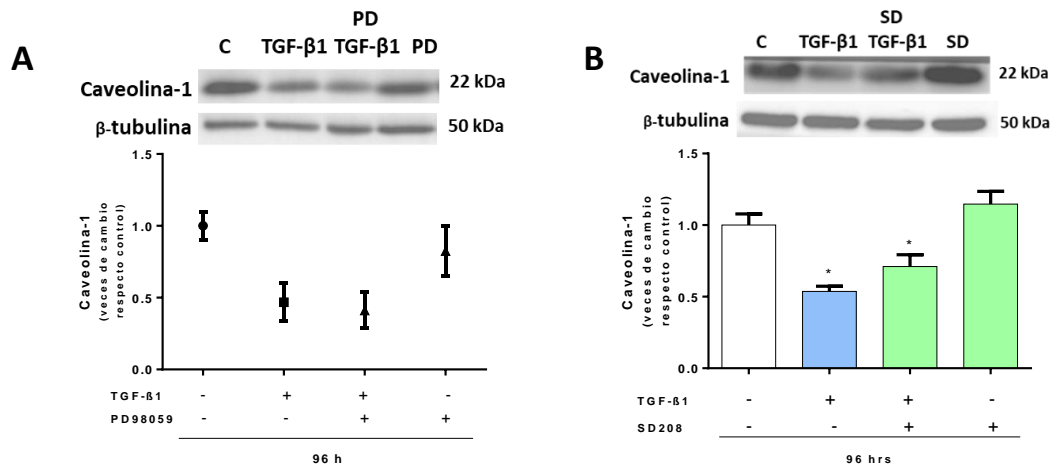 A
PD
C TGF-β1 TGF-β1 PD
Caveolina-1 22 kDa
β-tubulina 50 kDa
1.5
1.0
0.5
0.0
Caveolina-1
(veces de cambio
respecto control)
TGF-ß1 - + + -
PD98059 - - + +
96 h
B
SD
C TGF-β1 TGF-β1 SD
Caveolina-1 22 kDa
β-tubulina 50 kDa
1.5
1.0
0.5
0.0
Caveolina-1
(veces de cambio
respecto control)
* *
TGF-ß1 - + + -
SD208 - - + +
96 hrs